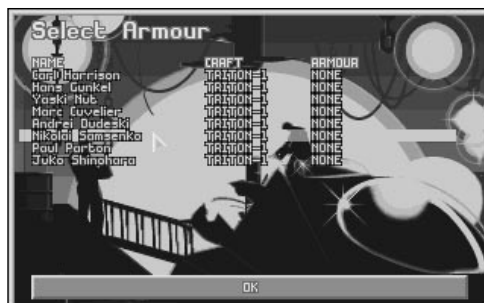 Select Armour
NAME CRAFT ARMOUR
Carl Harrison TRITON-1 NONE
Hans Gunkel TRITON-1 NONE
Yoski Nut TRITON-1 NONE
Marc Cuvelier TRITON-1 NONE
Andrei Dudeski TRITON-1 NONE
Nikolai Samsenko TRITON-1 NONE
Paul Parton TRITON-1 NONE
Juko Shimohara TRITON-1 NONE
OK